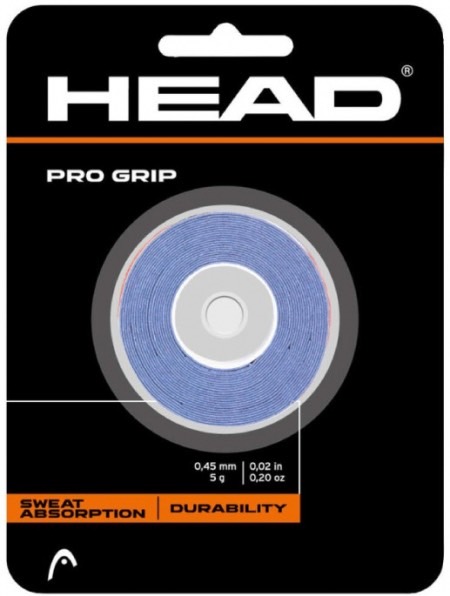 HEAD®
PRO GRIP
0,45 mm | 0,02 in
5 g | 0,20 oz
SWEAT
ABSORPTION | DURABILITY